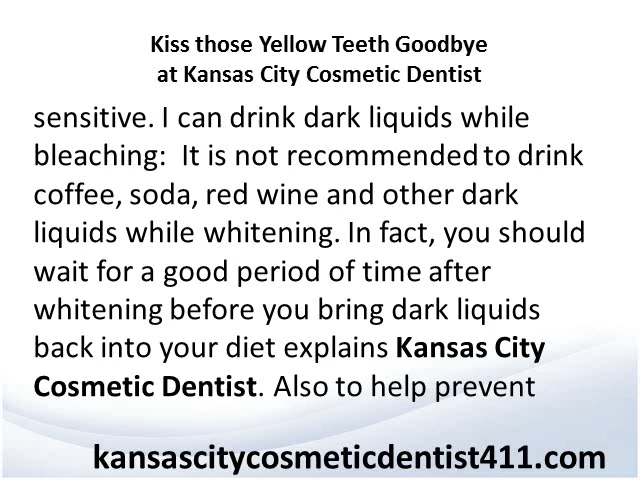 Kiss those Yellow Teeth Goodbye
at Kansas City Cosmetic Dentist
sensitive. I can drink dark liquids while
bleaching:  It is not recommended to drink
coffee, soda, red wine and other dark
liquids while whitening. In fact, you should
wait for a good period of time after
whitening before you bring dark liquids
back into your diet explains Kansas City
Cosmetic Dentist. Also to help prevent
kansascitycosmeticdentist411.com